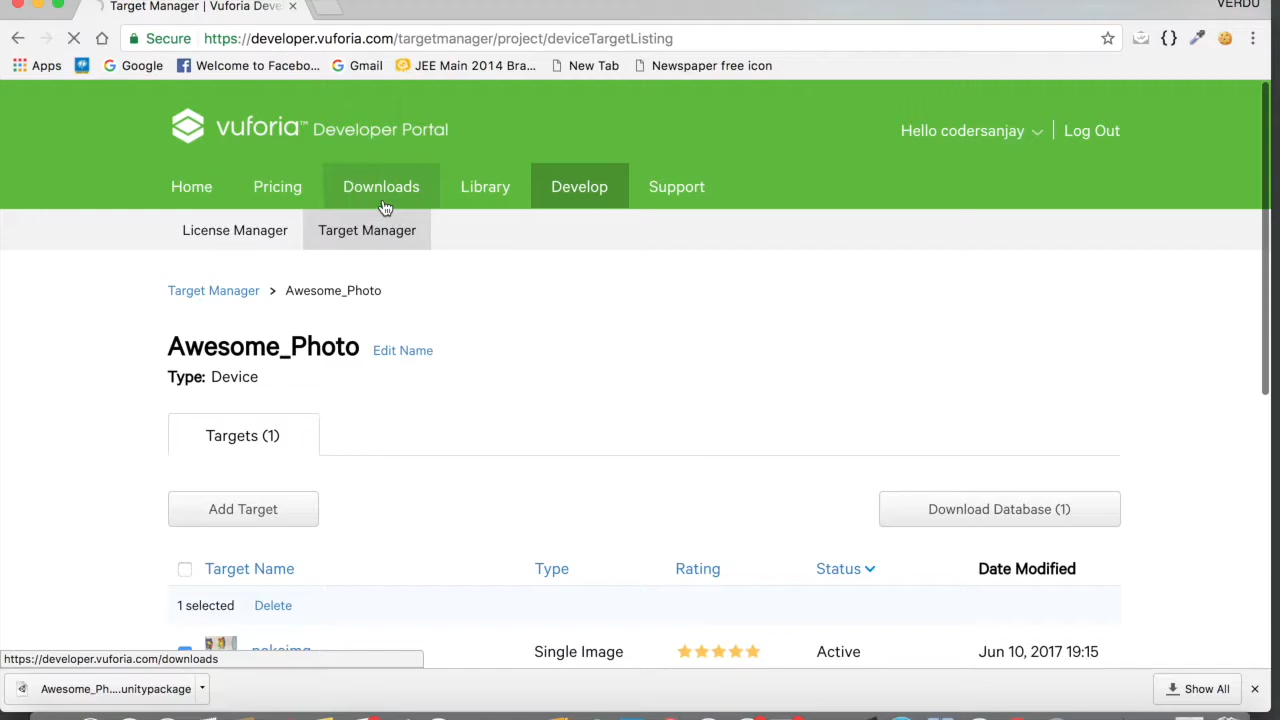 Target Manager | Vuforia Deve
VERDU
Secure https://developer.vuforia.com/targetmanager/project/deviceTargetListing
Apps Google Welcome to Facebo... Gmail JEE Main 2014 Bra... New Tab Newspaper free icon
vuforia™ Developer Portal
Hello codersanjay Log Out
Home Pricing Downloads Library Develop Support
License Manager Target Manager
Target Manager > Awesome_Photo
Awesome_Photo Edit Name
Type: Device
Targets (1)
Add Target Download Database (1)
Target Name Type Rating Status Date Modified
1 selected Delete
Single Image Active Jun 10, 2017 19:15
https://developer.vuforia.com/downloads
Awesome_Ph....unitypackage Show All